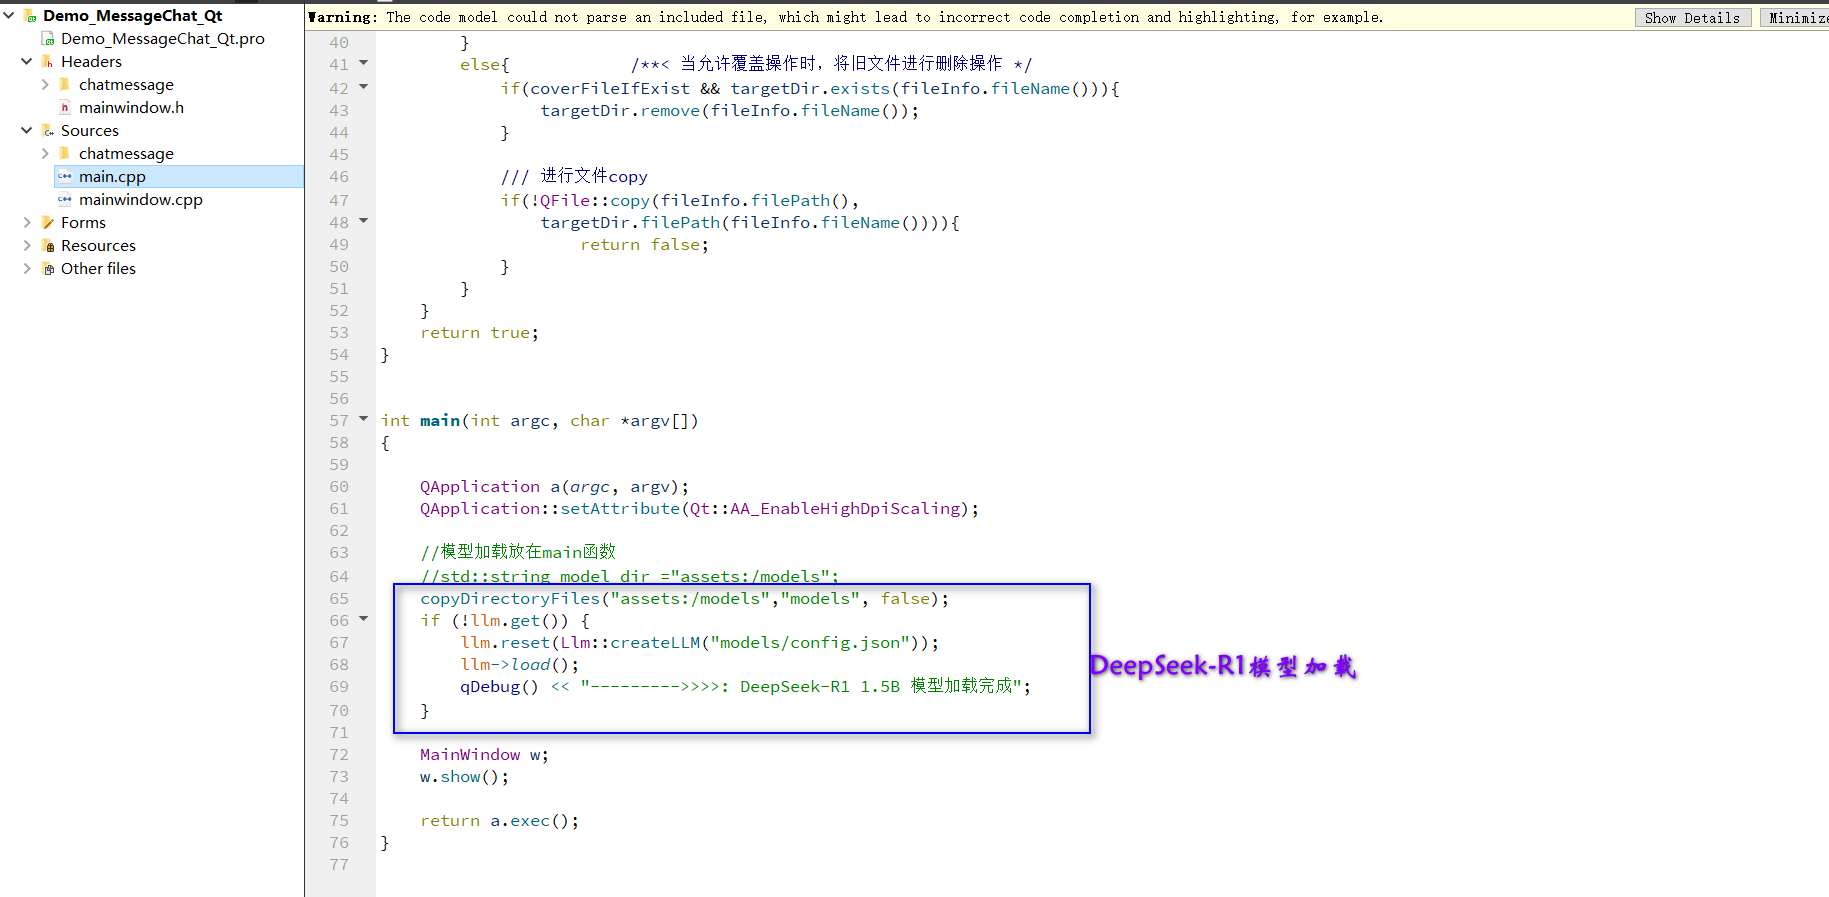 Demo_MessageChat_Qt
Demo_MessageChat_Qt.pro
Headers
chatmessage
mainwindow.h
Sources
chatmessage
main.cpp
mainwindow.cpp
Forms
Resources
Other files
Warning: The code model could not parse an included file, which might lead to incorrect code completion and highlighting, for example.
Show Details
Minimize
40 }
41 else{ /**< 当允许覆盖操作时，将旧文件进行删除操作 */
42 if(coverFileIfExist && targetDir.exists(fileInfo.fileName())){
43 targetDir.remove(fileInfo.fileName());
44 }
45
46 /// 进行文件copy
47 if(!QFile::copy(fileInfo.filePath(),
48 targetDir.filePath(fileInfo.fileName()))){
49 return false;
50 }
51 }
52 }
53 return true;
54 }
55
56
57 int main(int argc, char *argv[])
58 {
59
60 QApplication a(argc, argv);
61 QApplication::setAttribute(Qt::AA_EnableHighDpiScaling);
62
63 //模型加载放在main函数
64 //std::string model_dir ="assets:/models";
65 copyDirectoryFiles("assets:/models","models", false);
66 if (!llm.get()) {
67 llm.reset(Llm::createLLM("models/config.json"));
68 llm->load();
69 qDebug() << "--------->>>>: DeepSeek-R1 1.5B 模型加载完成";
70 }
71
72 MainWindow w;
73 w.show();
74
75 return a.exec();
76 }
77
DeepSeek-R1模型加载